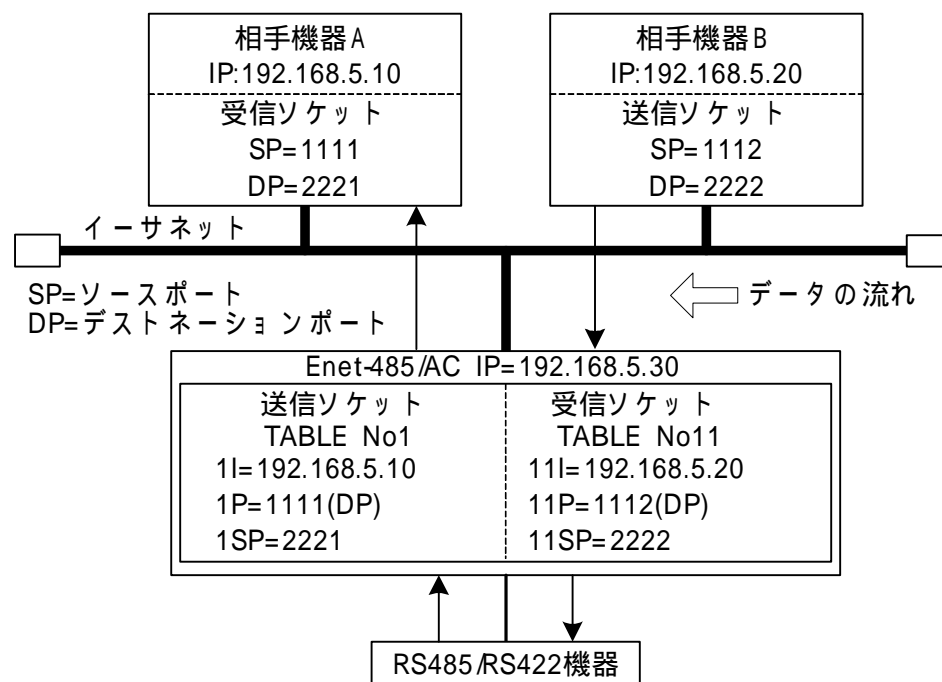 相手機器A
IP:192.168.5.10
受信ソケット
SP=1111
DP=2221
相手機器B
IP:192.168.5.20
送信ソケット
SP=1112
DP=2222
イーサネット
SP=ソースポート
DP=デストネーションポート
データの流れ
Enet-485/AC IP=192.168.5.30
送信ソケット
TABLE No1
1I=192.168.5.10
1P=1111(DP)
1SP=2221
受信ソケット
TABLE No11
11I=192.168.5.20
11P=1112(DP)
11SP=2222
RS485/RS422機器